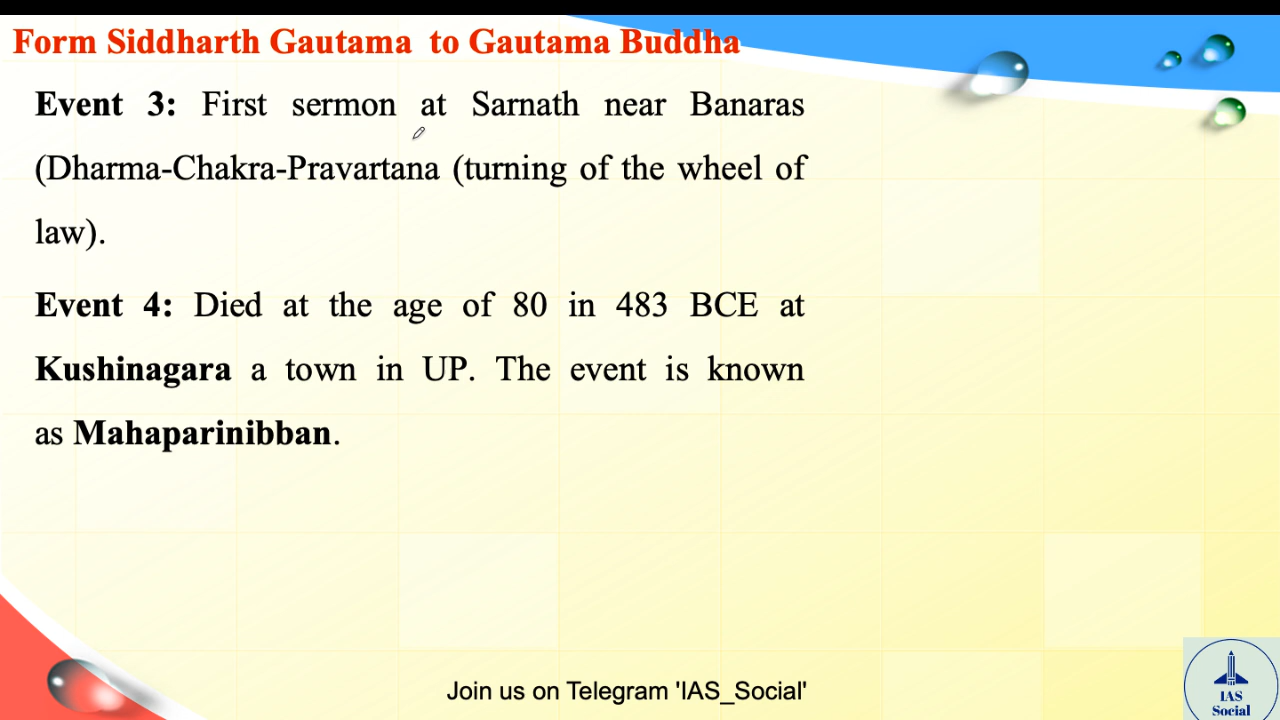 Form Siddharth Gautama to Gautama Buddha
Event 3: First sermon at Sarnath near Banaras
(Dharma-Chakra-Pravartana (turning of the wheel of
law).
Event 4: Died at the age of 80 in 483 BCE at
Kushinagara a town in UP. The event is known
as Mahaparinibban.
Join us on Telegram 'IAS_Social'
IAS
Social